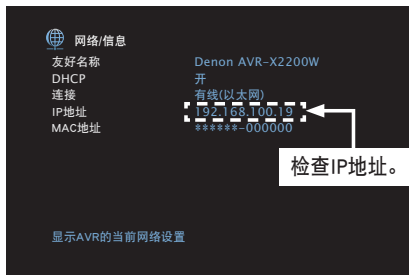 网络/信息
友好名称 Denon AVR-X2200W
DHCP 开
连接 有线(以太网)
IP地址 192.168.100.19
MAC地址 ******-000000
检查IP地址。
显示AVR的当前网络设置